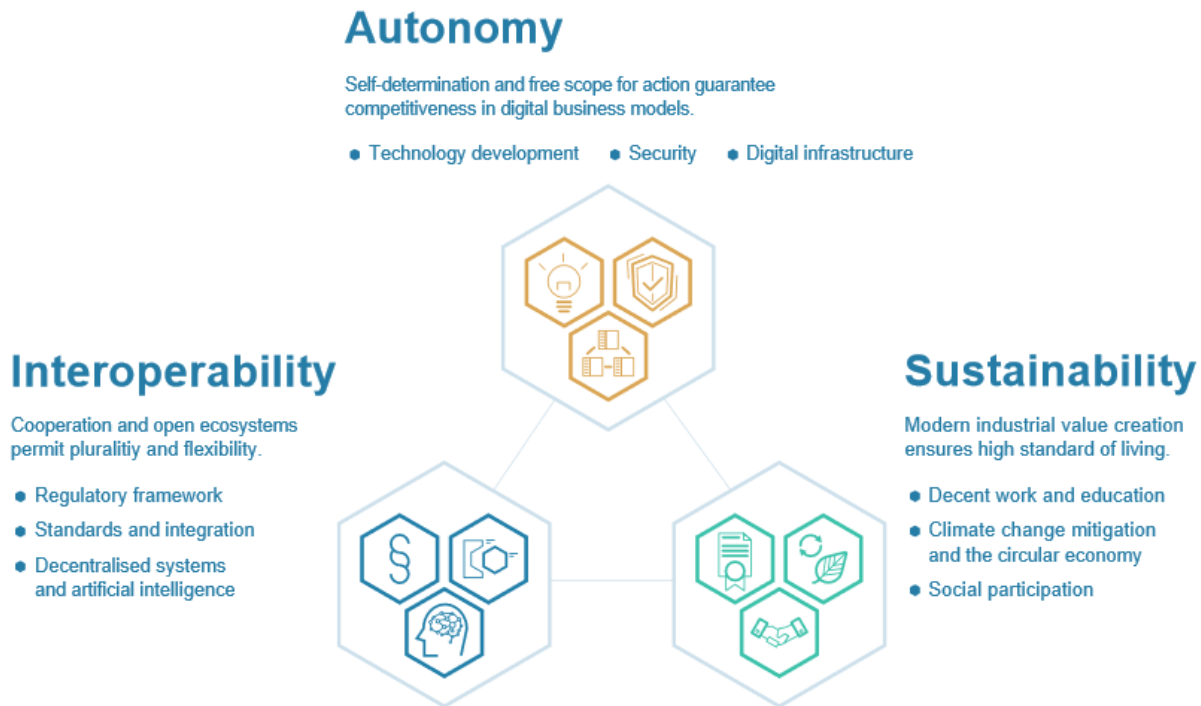 Autonomy
Self-determination and free scope for action guarantee
competitiveness in digital business models.
Technology development
Security
Digital infrastructure
Interoperability
Cooperation and open ecosystems
permit pluralitiy and flexibility.
Regulatory framework
Standards and integration
Decentralised systems
and artificial intelligence
Sustainability
Modern industrial value creation
ensures high standard of living.
Decent work and education
Climate change mitigation
and the circular economy
Social participation
§